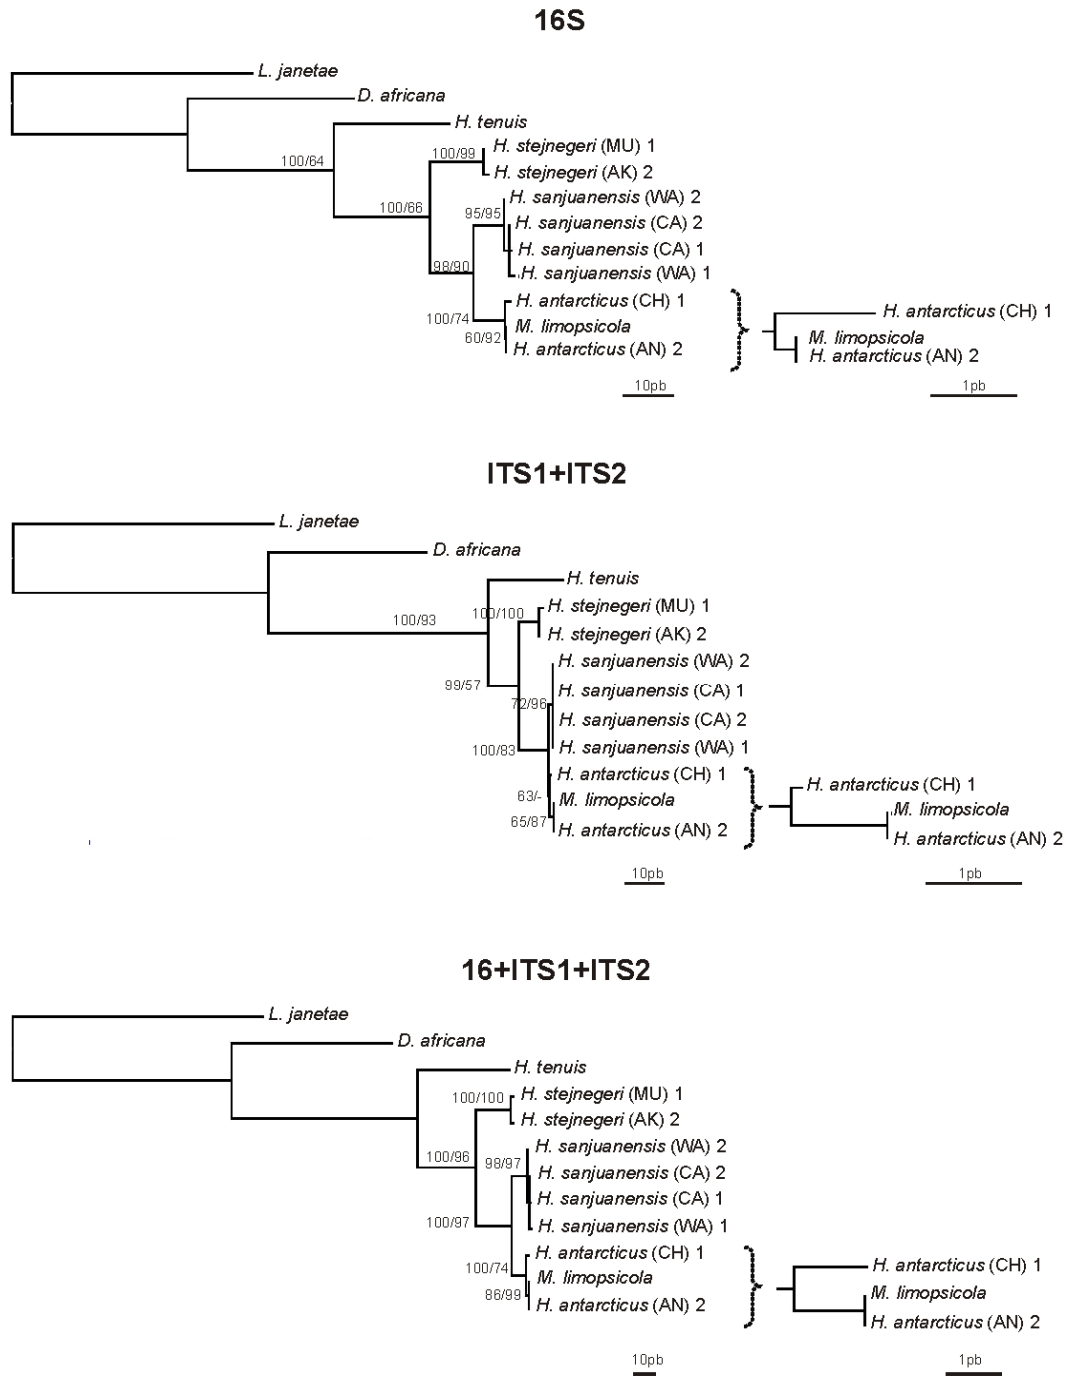 16S
L. janetae
D. africana
H. tenuis
100/64
H. stejnegeri (MU) 1
100/99
H. stejnegeri (AK) 2
H. sanjuanensis (WA) 2
100/66
95/95
H. sanjuanensis (CA) 2
H. sanjuanensis (CA) 1
98/90
H. sanjuanensis (WA) 1
H. antarcticus (CH) 1
100/74
M. limopsicola
60/92
H. antarcticus (AN) 2
H. antarcticus (CH) 1
M. limopsicola
H. antarcticus (AN) 2
10pb
1pb
ITS1+ITS2
L. janetae
D. africana
H. tenuis
100/93
100/100
H. stejnegeri (MU) 1
H. stejnegeri (AK) 2
H. sanjuanensis (WA) 2
99/57
H. sanjuanensis (CA) 1
72/96
H. sanjuanensis (CA) 2
100/83
H. sanjuanensis (WA) 1
H. antarcticus (CH) 1
63/-
M. limopsicola
65/87
H. antarcticus (AN) 2
H. antarcticus (CH) 1
M. limopsicola
H. antarcticus (AN) 2
10pb
1pb
16+ITS1+ITS2
L. janetae
D. africana
H. tenuis
100/100
H. stejnegeri (MU) 1
H. stejnegeri (AK) 2
H. sanjuanensis (WA) 2
100/96
98/97
H. sanjuanensis (CA) 2
H. sanjuanensis (CA) 1
100/97
H. sanjuanensis (WA) 1
H. antarcticus (CH) 1
100/74
M. limopsicola
86/99
H. antarcticus (AN) 2
H. antarcticus (CH) 1
M. limopsicola
H. antarcticus (AN) 2
10pb
1pb